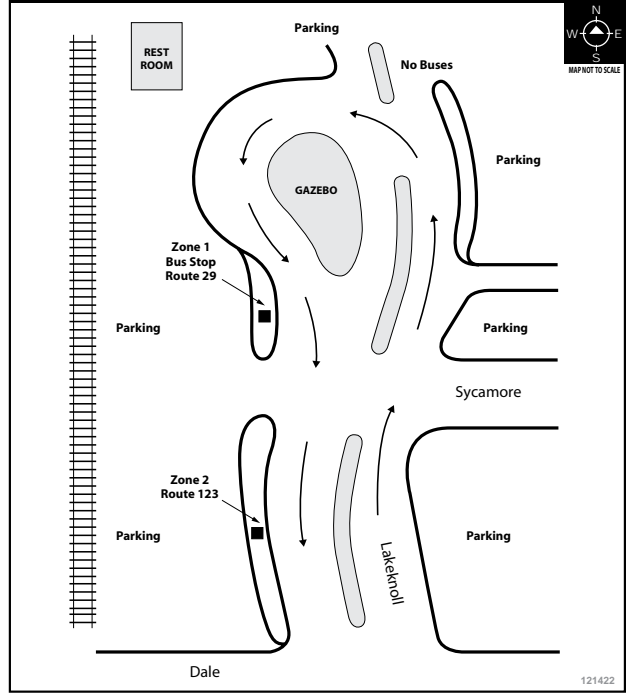 Parking
N
W E
S
MAP NOT TO SCALE
REST
ROOM
No Buses
Parking
GAZEBO
Zone 1
Bus Stop
Route 29
Parking
Parking
Sycamore
Zone 2
Route 123
Parking
Parking
Lakeknoll
Dale
121422